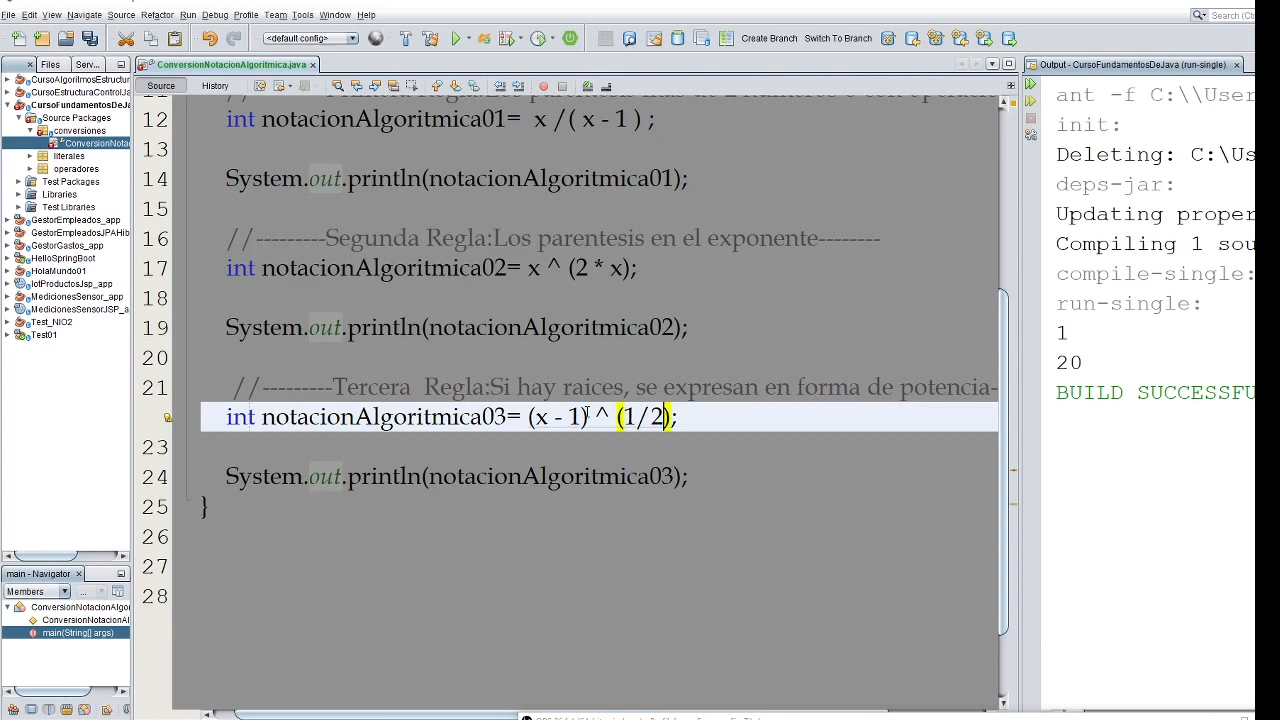 File Edit View Navigate Source Refactor Run Debug Profile Team Tools Window Help
Search (Ctrl
<default config> Create Branch Switch To Branch
Files Serv...
CursoAlgoritmosEstructu
CursoEstructuraControlJa
CursoFundamentosDeJa
Source Packages
conversiones
ConversionNota
literales
operadores
Test Packages
Libraries
Test Libraries
GestorEmpleados_app
GestorEmpleadosJPAHib
GestorGastos_app
HelloSpringBoot
HolaMundo01
IotProductosJsp_app
MedicionesSensor_app
MedicionesSensorJSP_a
Test_NIO2
Test01
main - Navigator
Members
ConversionNotacionAlgor
ConversionNotacionAlgo
main(String[] args)
ConversionNotacionAlgoritmica.java
Source History
12 int notacionAlgoritmica01= x /( x - 1 ) ;
13
14 System.out.println(notacionAlgoritmica01);
15
16 //---------Segunda Regla:Los parentesis en el exponente--------
17 int notacionAlgoritmica02= x ^ (2 * x);
18
19 System.out.println(notacionAlgoritmica02);
20
21 //---------Tercera Regla:Si hay raices, se expresan en forma de potencia-
int notacionAlgoritmica03= (x - 1) ^ (1/2);
23
24 System.out.println(notacionAlgoritmica03);
25 }
26
27
28
Output - CursoFundamentosDeJava (run-single)
ant -f C:\\User
init:
Deleting: C:\Us
deps-jar:
Updating proper
Compiling 1 sou
compile-single:
run-single:
1
20
BUILD SUCCESSFU